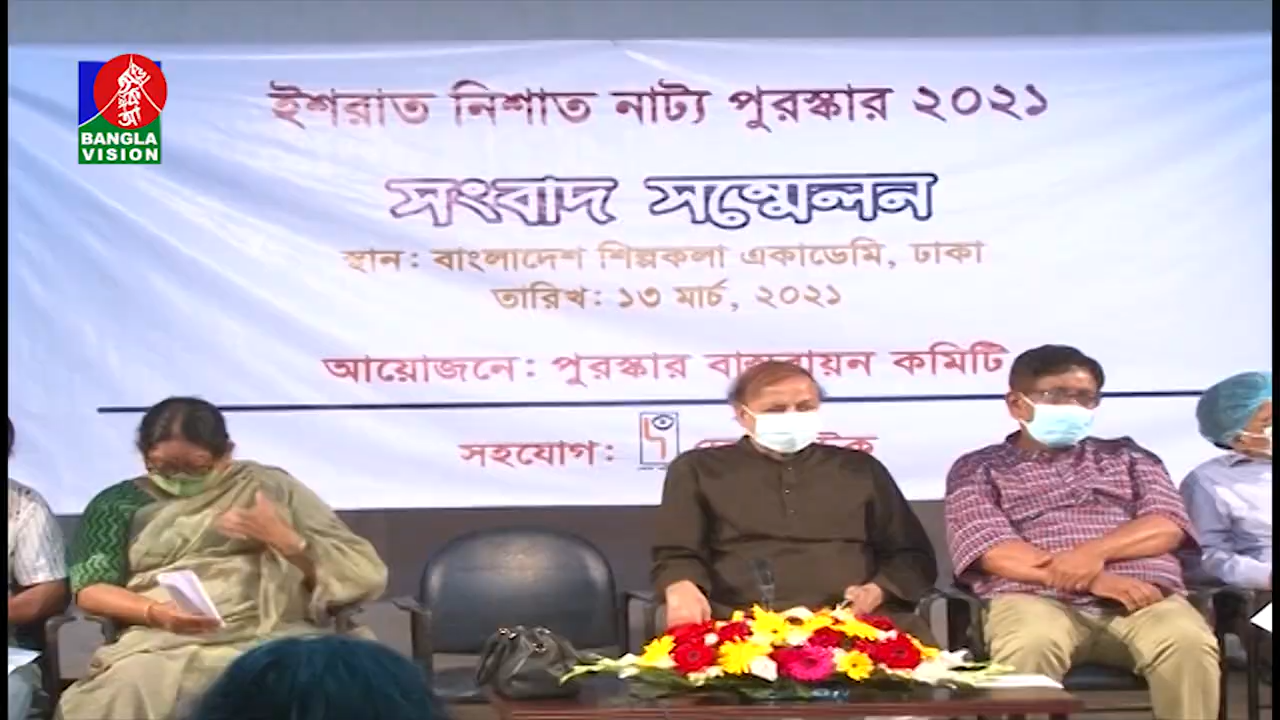 BANGLA
VISION
ইশরাত নিশাত নাট্য পুরস্কার ২০২১
সংবাদ সম্মেলন
স্থান: বাংলাদেশ শিল্পকলা একাডেমি, ঢাকা
তারিখ: ১৩ মার্চ, ২০২১
আয়োজনে: পুরস্কার বাস্তবায়ন কমিটি
সহযোগ: